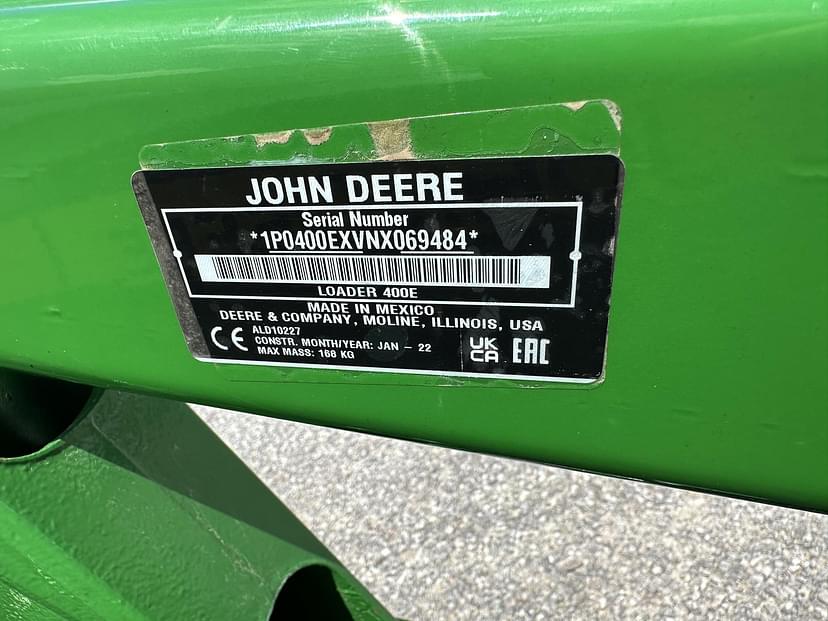 JOHN DEERE
Serial Number
*1P0400EXVNX069484*
LOADER 400E
MADE IN MEXICO
DEERE & COMPANY, MOLINE, ILLINOIS, USA
ALD10227
CE CONSTR. MONTH/YEAR: JAN - 22
MAX MASS: 168 KG
UK
CA
EAC